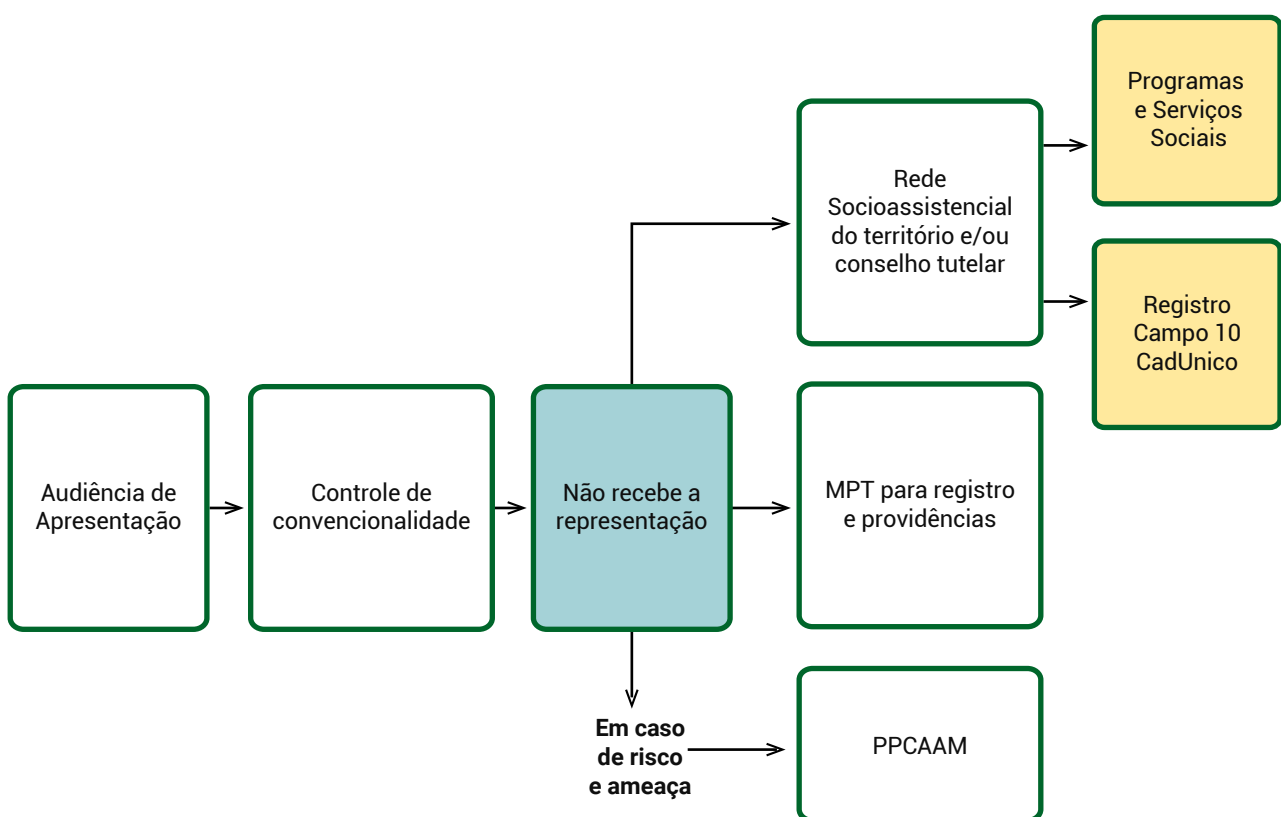 Audiência de
Apresentação
Controle de
convencionalidade
Não recebe a
representação
Rede
Socioassistencial
do território e/ou
conselho tutelar
Programas
e Serviços
Sociais
Registro
Campo 10
CadUnico
MPT para registro
e providências
Em caso
de risco
e ameaça
PPCAAM